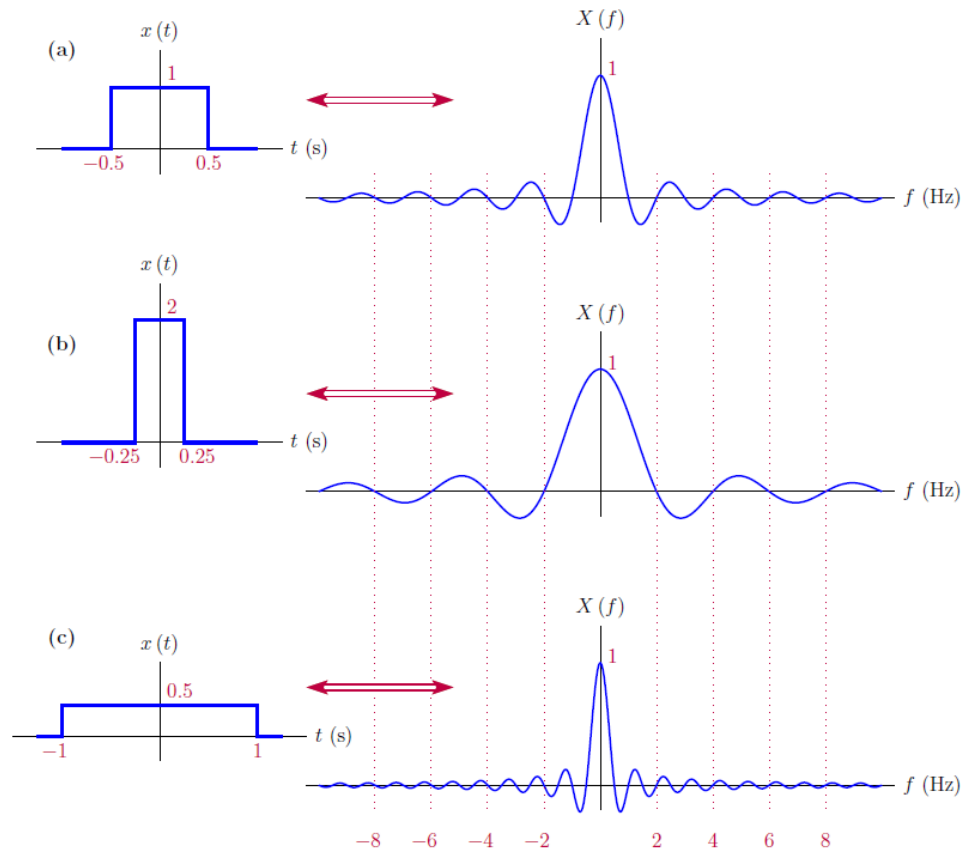 (a)
x (t)
1
−0.5
0.5
t (s)
X (f)
1
f (Hz)
(b)
x (t)
2
−0.25
0.25
t (s)
X (f)
1
f (Hz)
(c)
x (t)
0.5
−1
1
t (s)
X (f)
1
f (Hz)
−8 −6 −4 −2 2 4 6 8